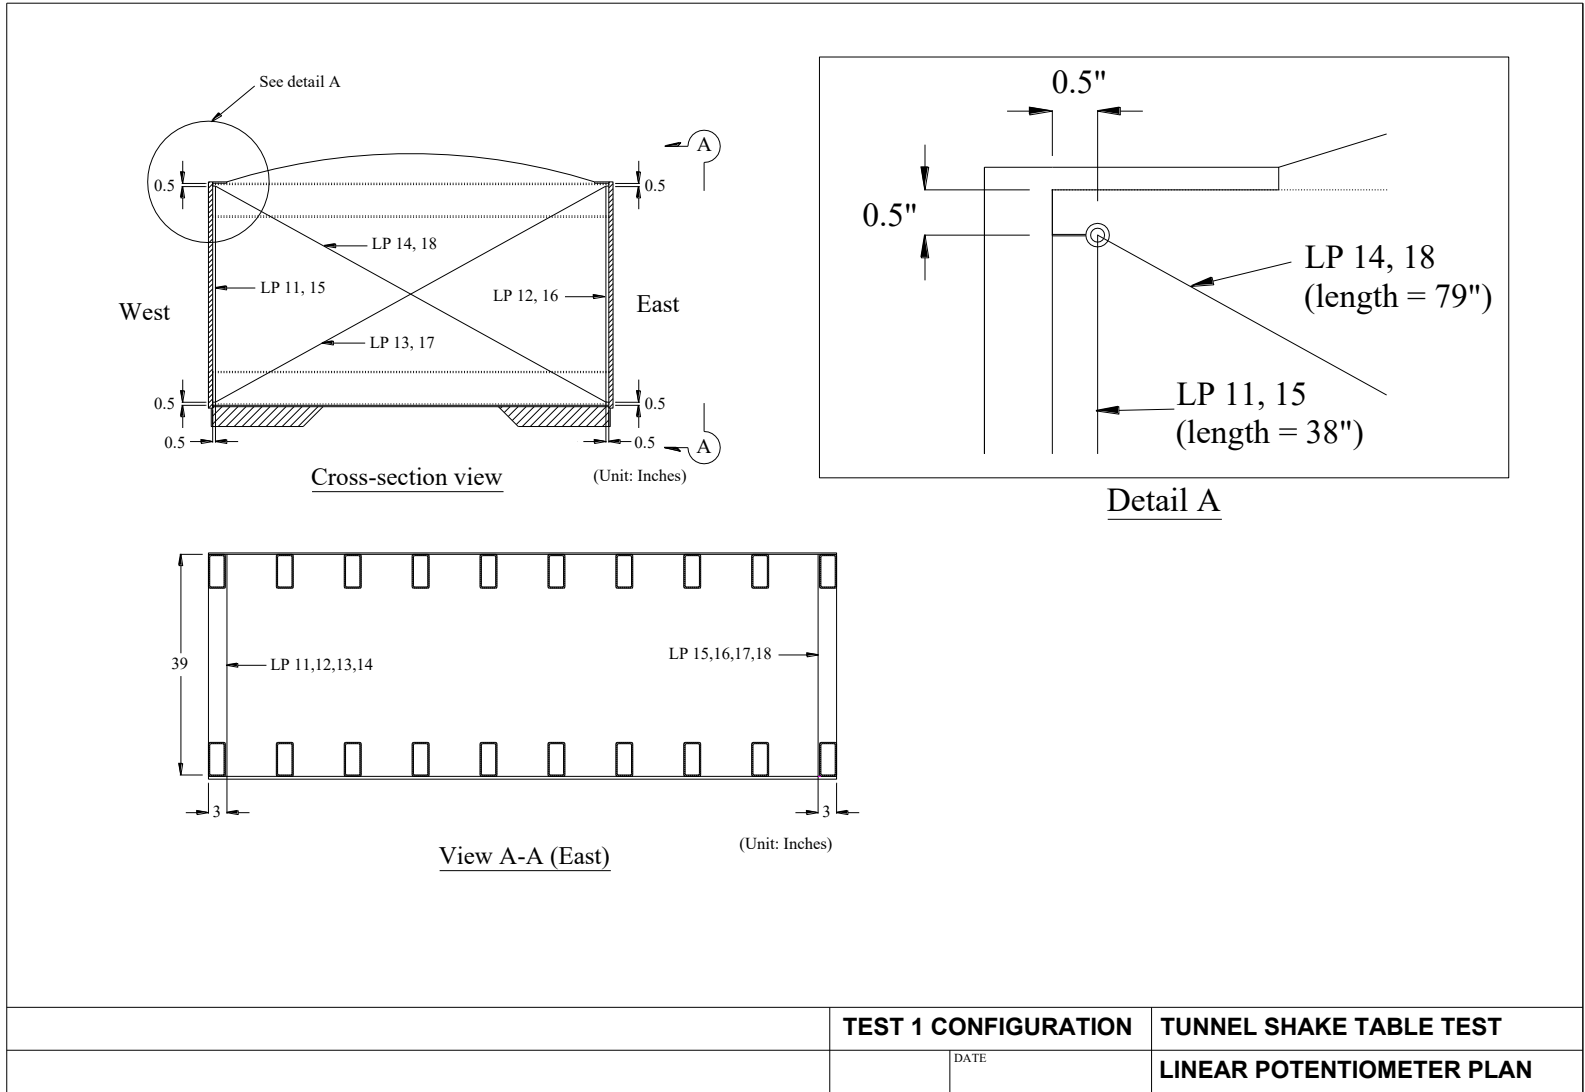 See detail A
A
0.5
0.5
LP 14, 18
LP 11, 15
LP 12, 16
West
East
LP 13, 17
0.5
0.5
0.5
0.5
A
Cross-section view
(Unit: Inches)
0.5"
0.5"
LP 14, 18
(length = 79")
LP 11, 15
(length = 38")
Detail A
39
LP 11,12,13,14
LP 15,16,17,18
3
3
View A-A (East)
(Unit: Inches)
TEST 1 CONFIGURATION
TUNNEL SHAKE TABLE TEST
DATE
LINEAR POTENTIOMETER PLAN